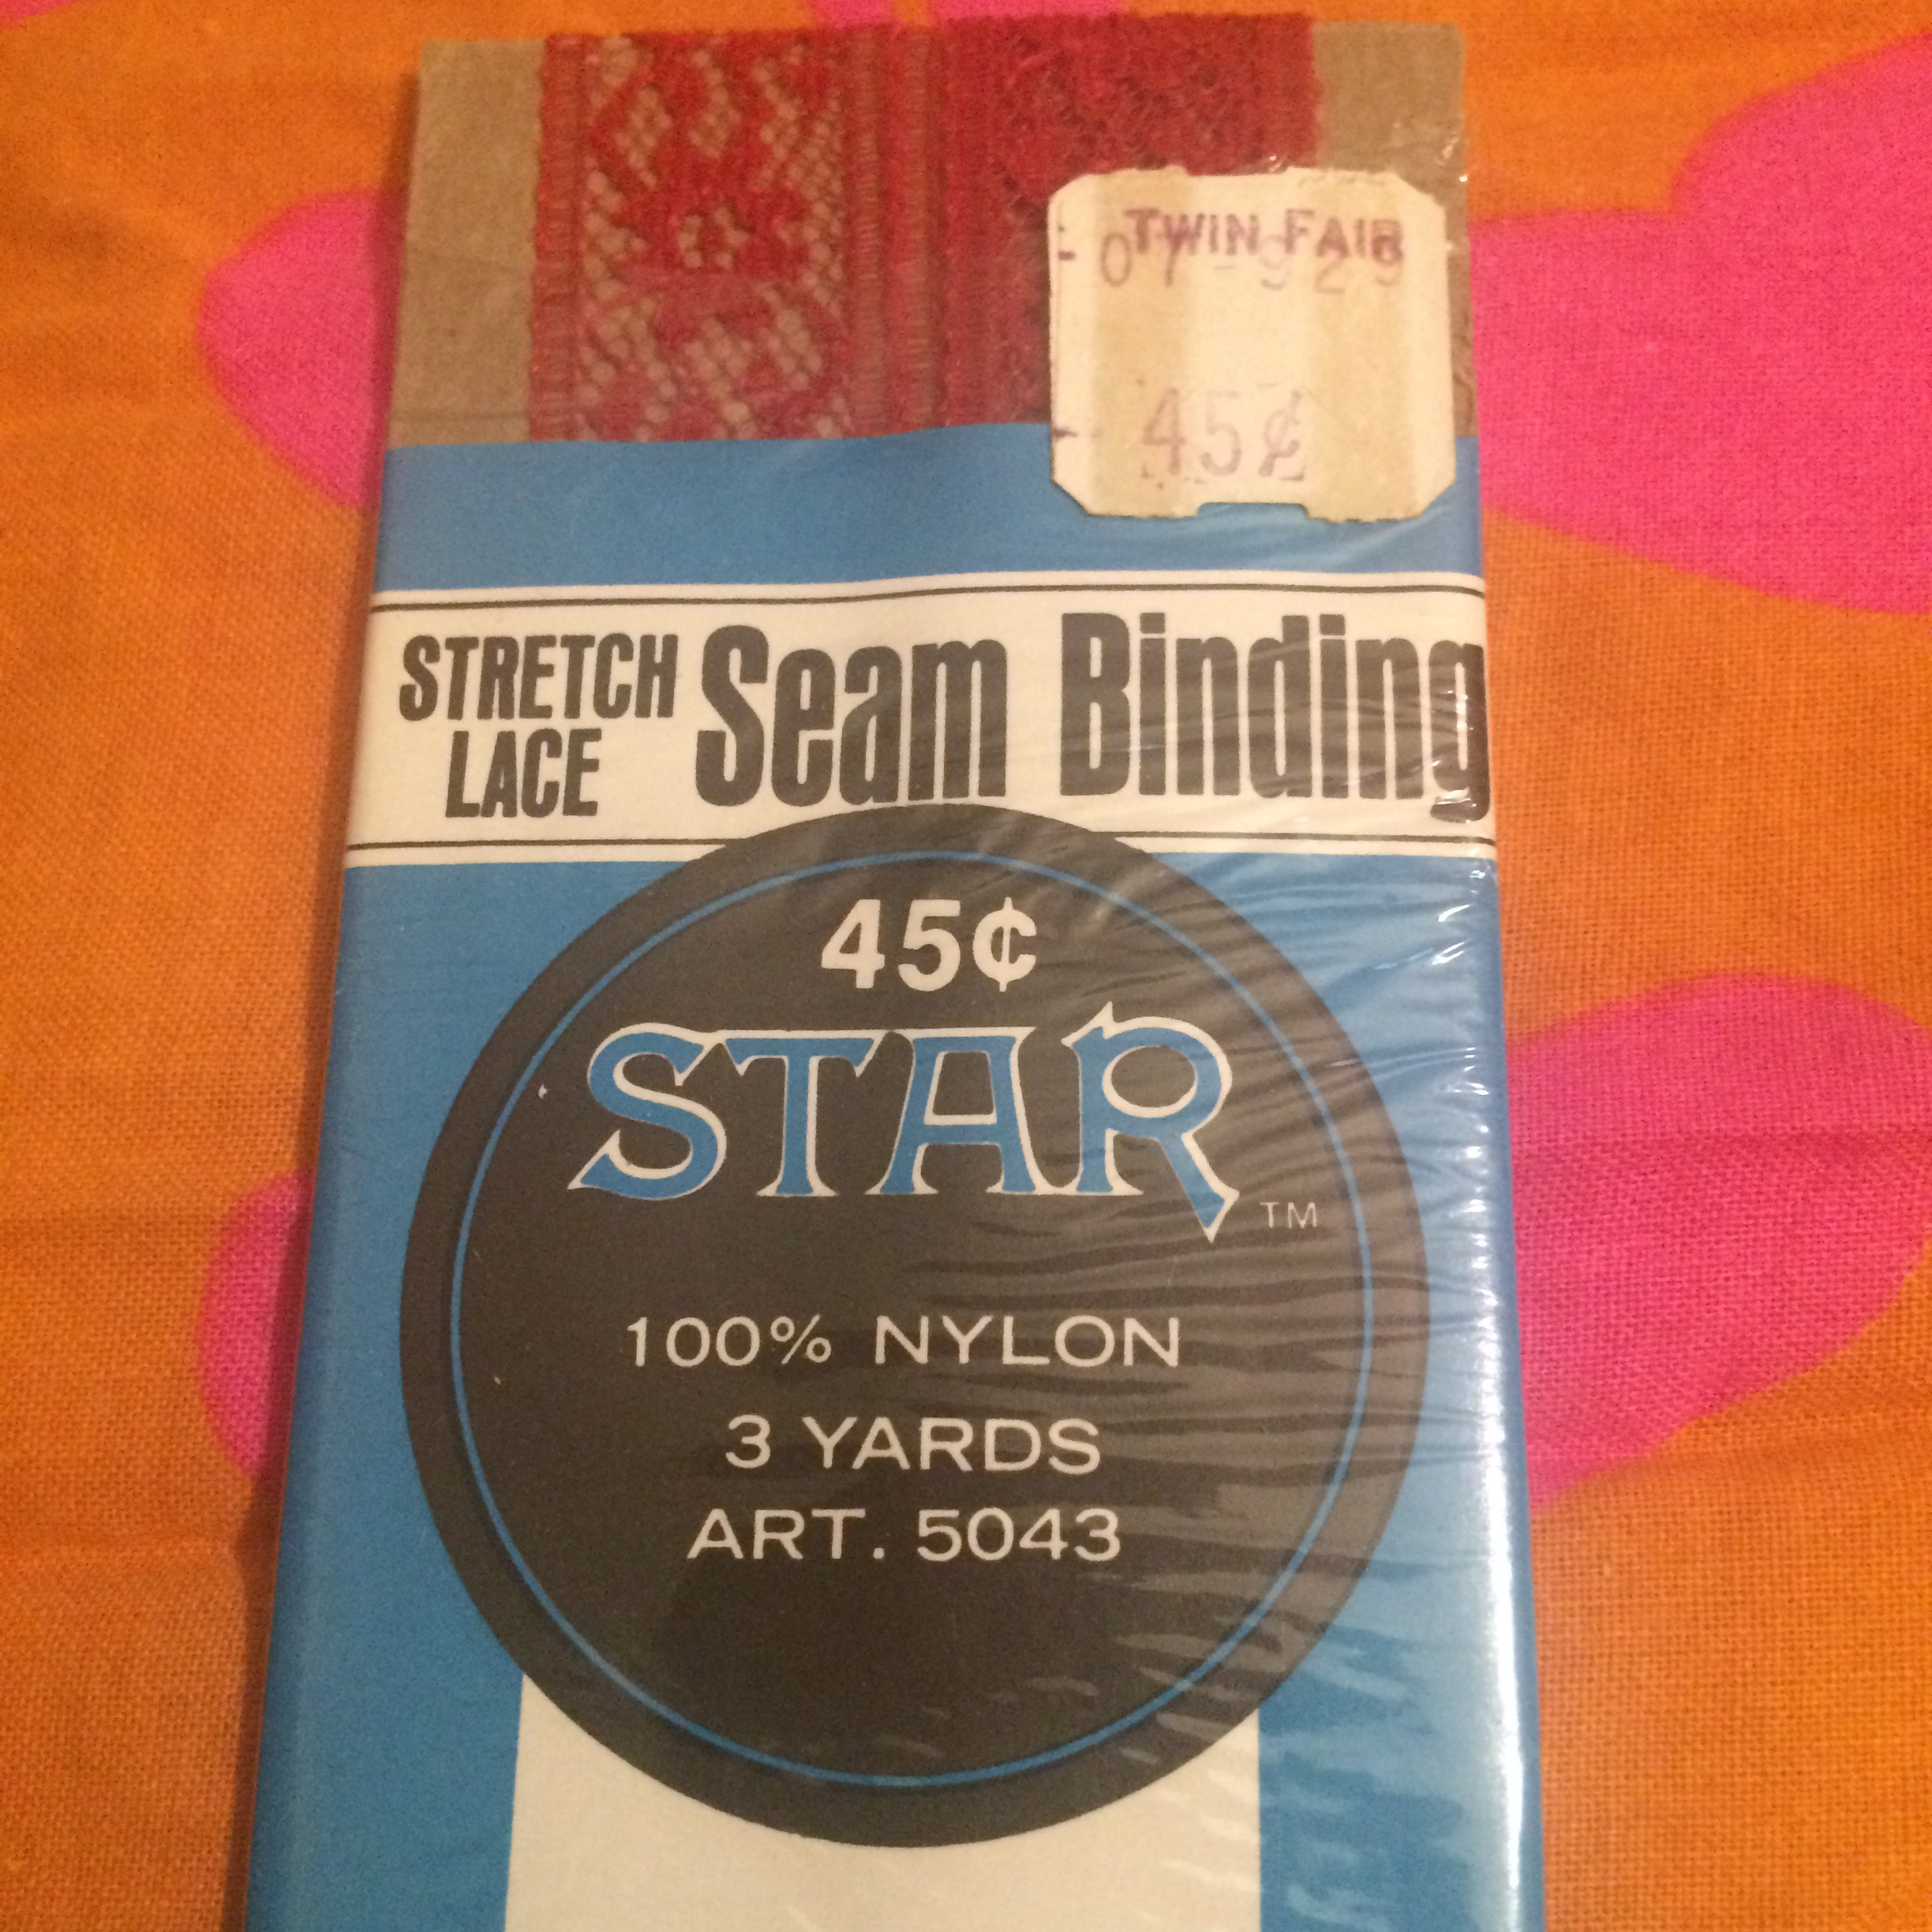 TWIN FAIR
45¢
STRETCH
LACE
Seam Binding
45¢
STAR
TM
100% NYLON
3 YARDS
ART. 5043